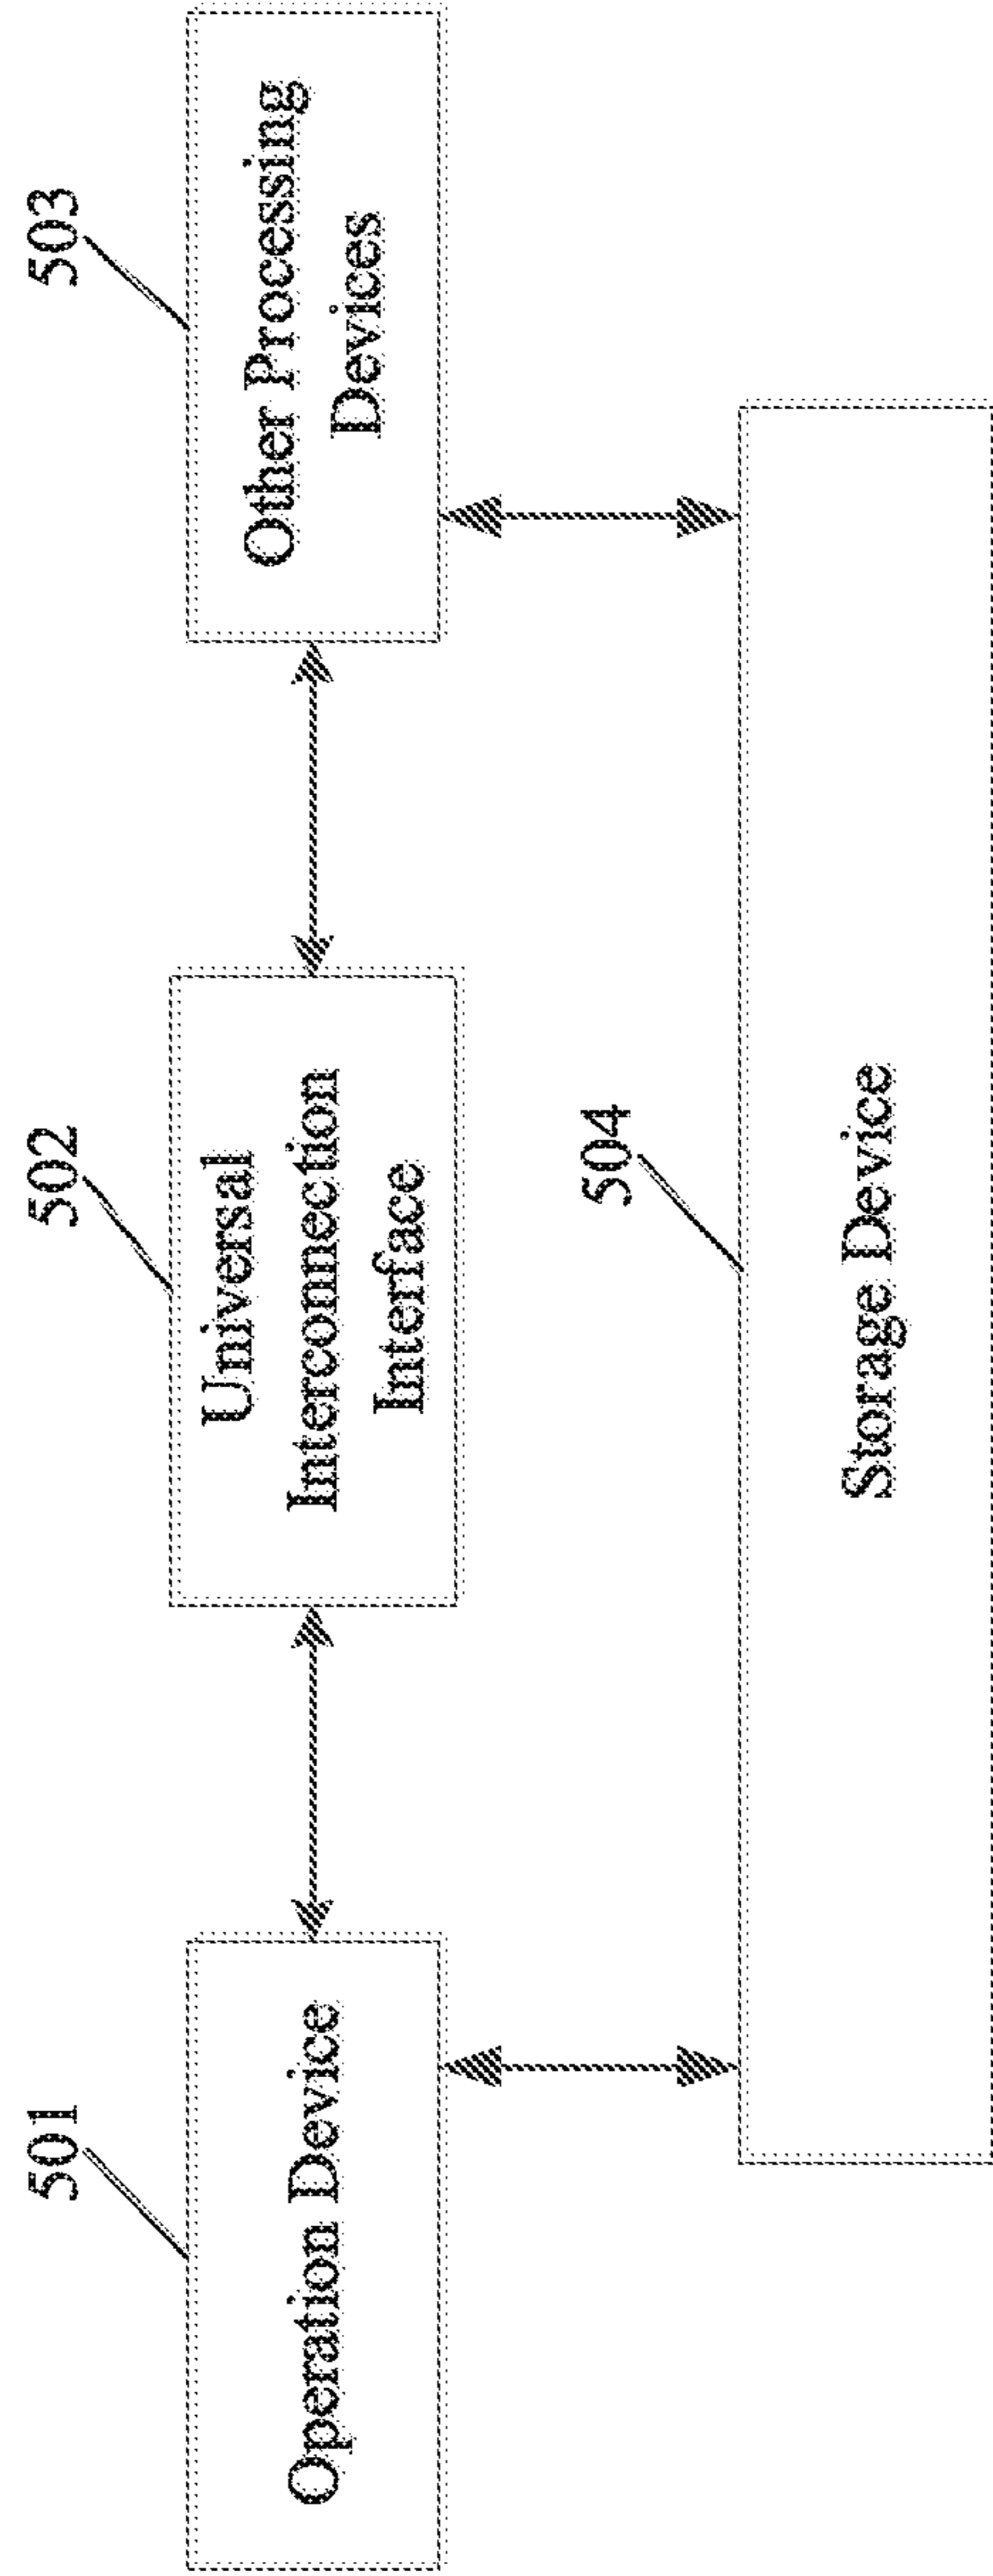 501
Operation Device
502
Universal
Interconnection
Interface
503
Other Processing
Devices
504
Storage Device